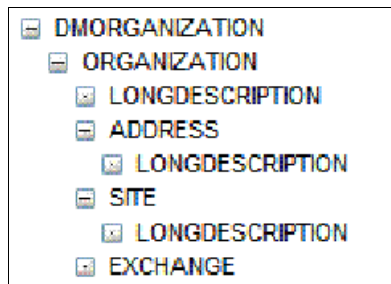 DMORGANIZATION
ORGANIZATION
LONGDESCRIPTION
ADDRESS
LONGDESCRIPTION
SITE
LONGDESCRIPTION
EXCHANGE